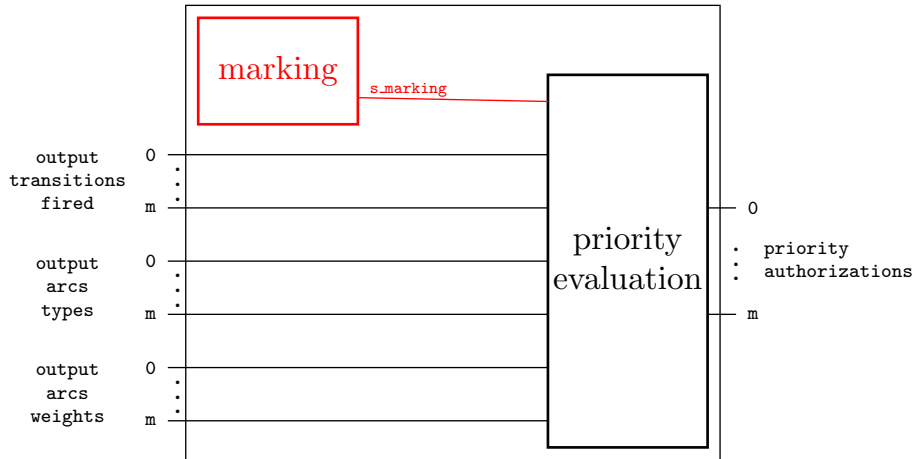 marking
s_marking
output
transitions
fired
0
m
output
arcs
types
0
m
output
arcs
weights
0
m
priority
evaluation
0
m
priority
authorizations